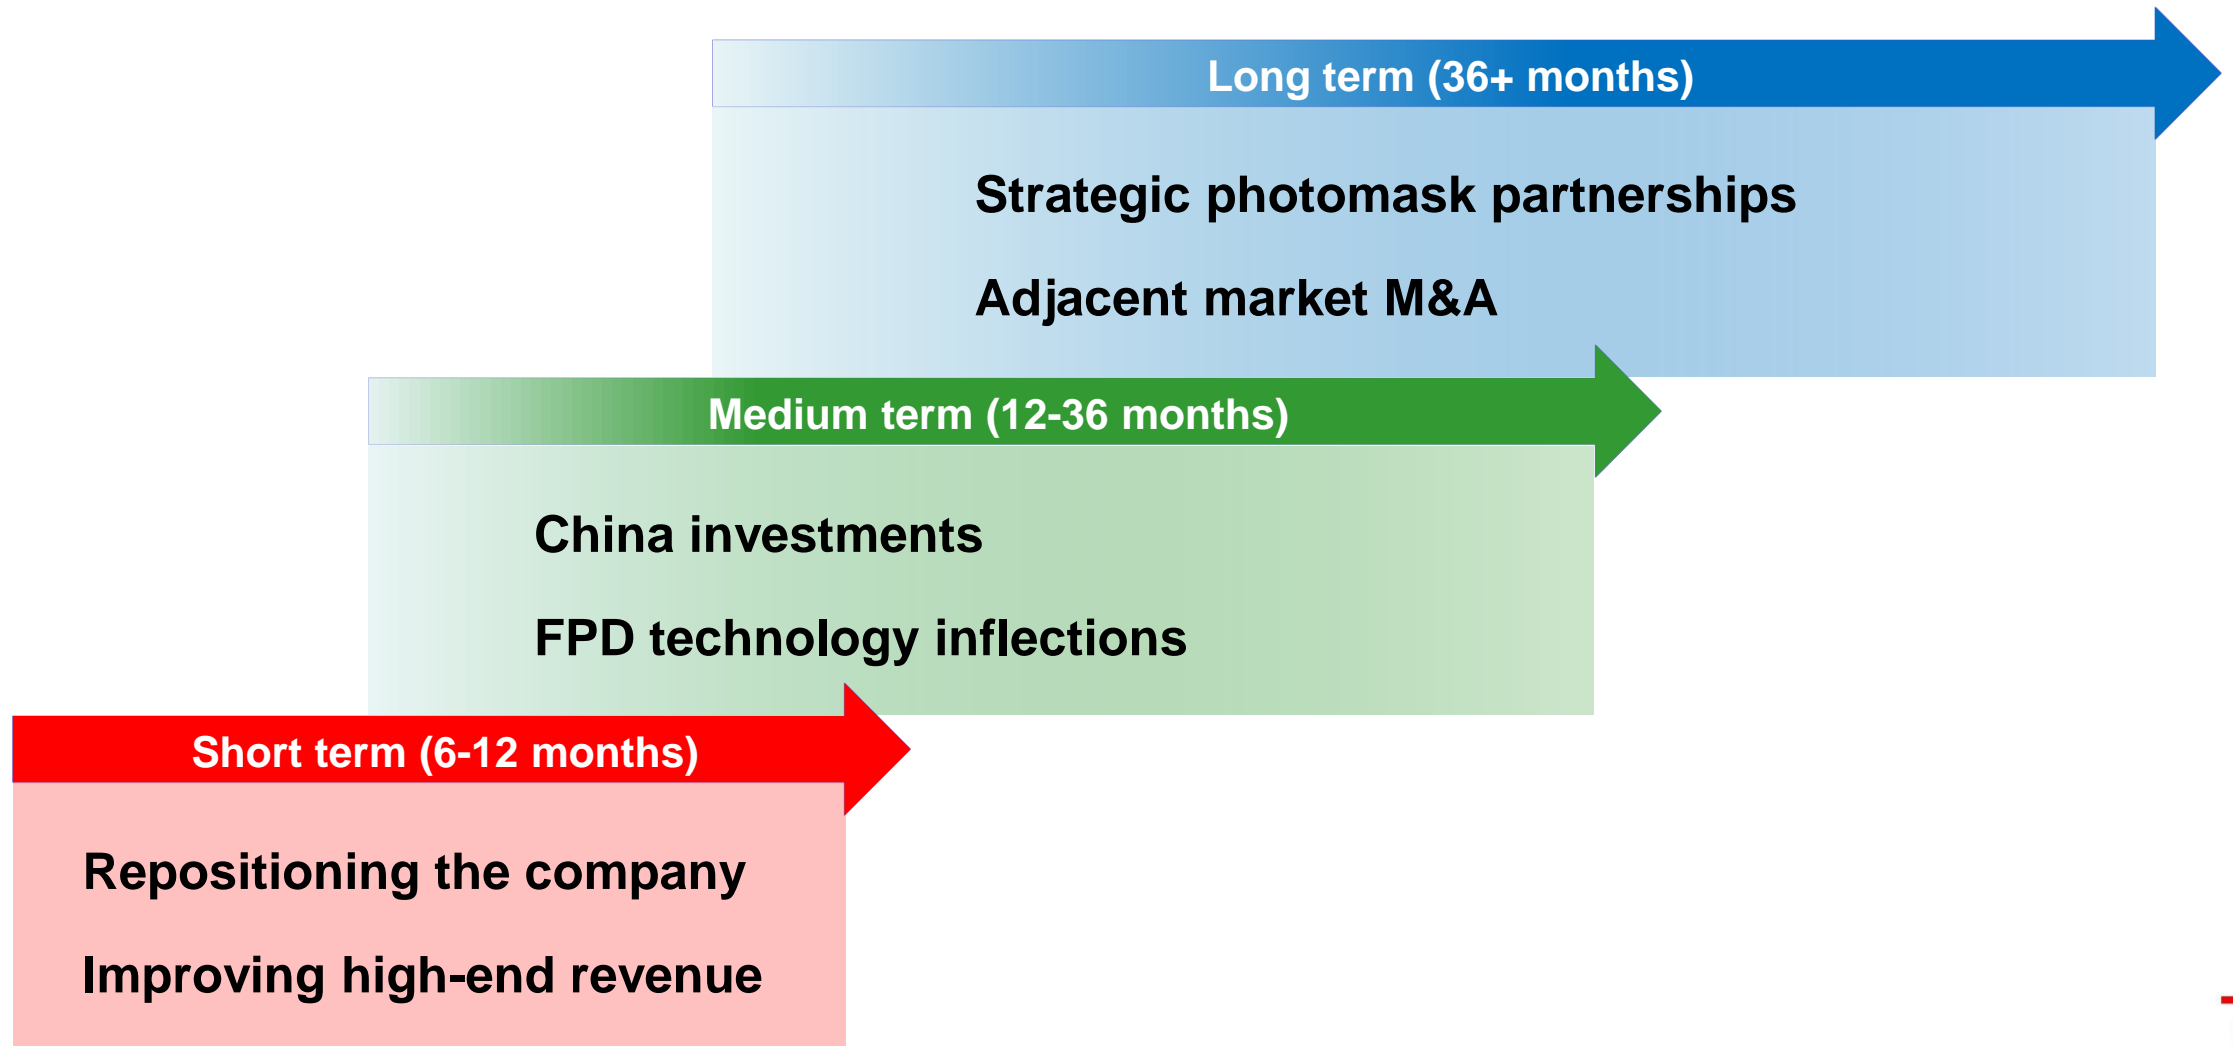 Long term (36+ months)
Strategic photomask partnerships
Adjacent market M&A
Medium term (12-36 months)
China investments
FPD technology inflections
Short term (6-12 months)
Repositioning the company
Improving high-end revenue